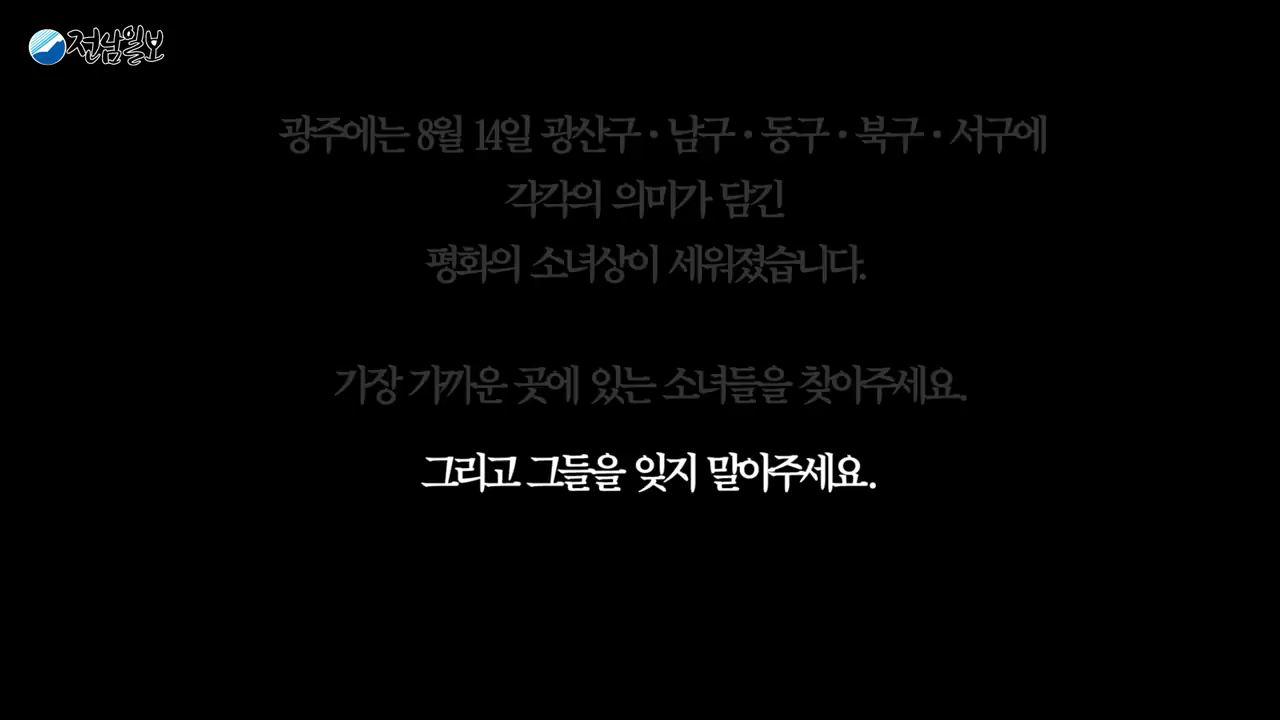 전남일보
광주에는 8월 14일 광산구 · 남구 · 동구 · 북구 · 서구에
각각의 의미가 담긴
평화의 소녀상이 세워졌습니다.
가장 가까운 곳에 있는 소녀들을 찾아주세요.
그리고 그들을 잊지 말아주세요.